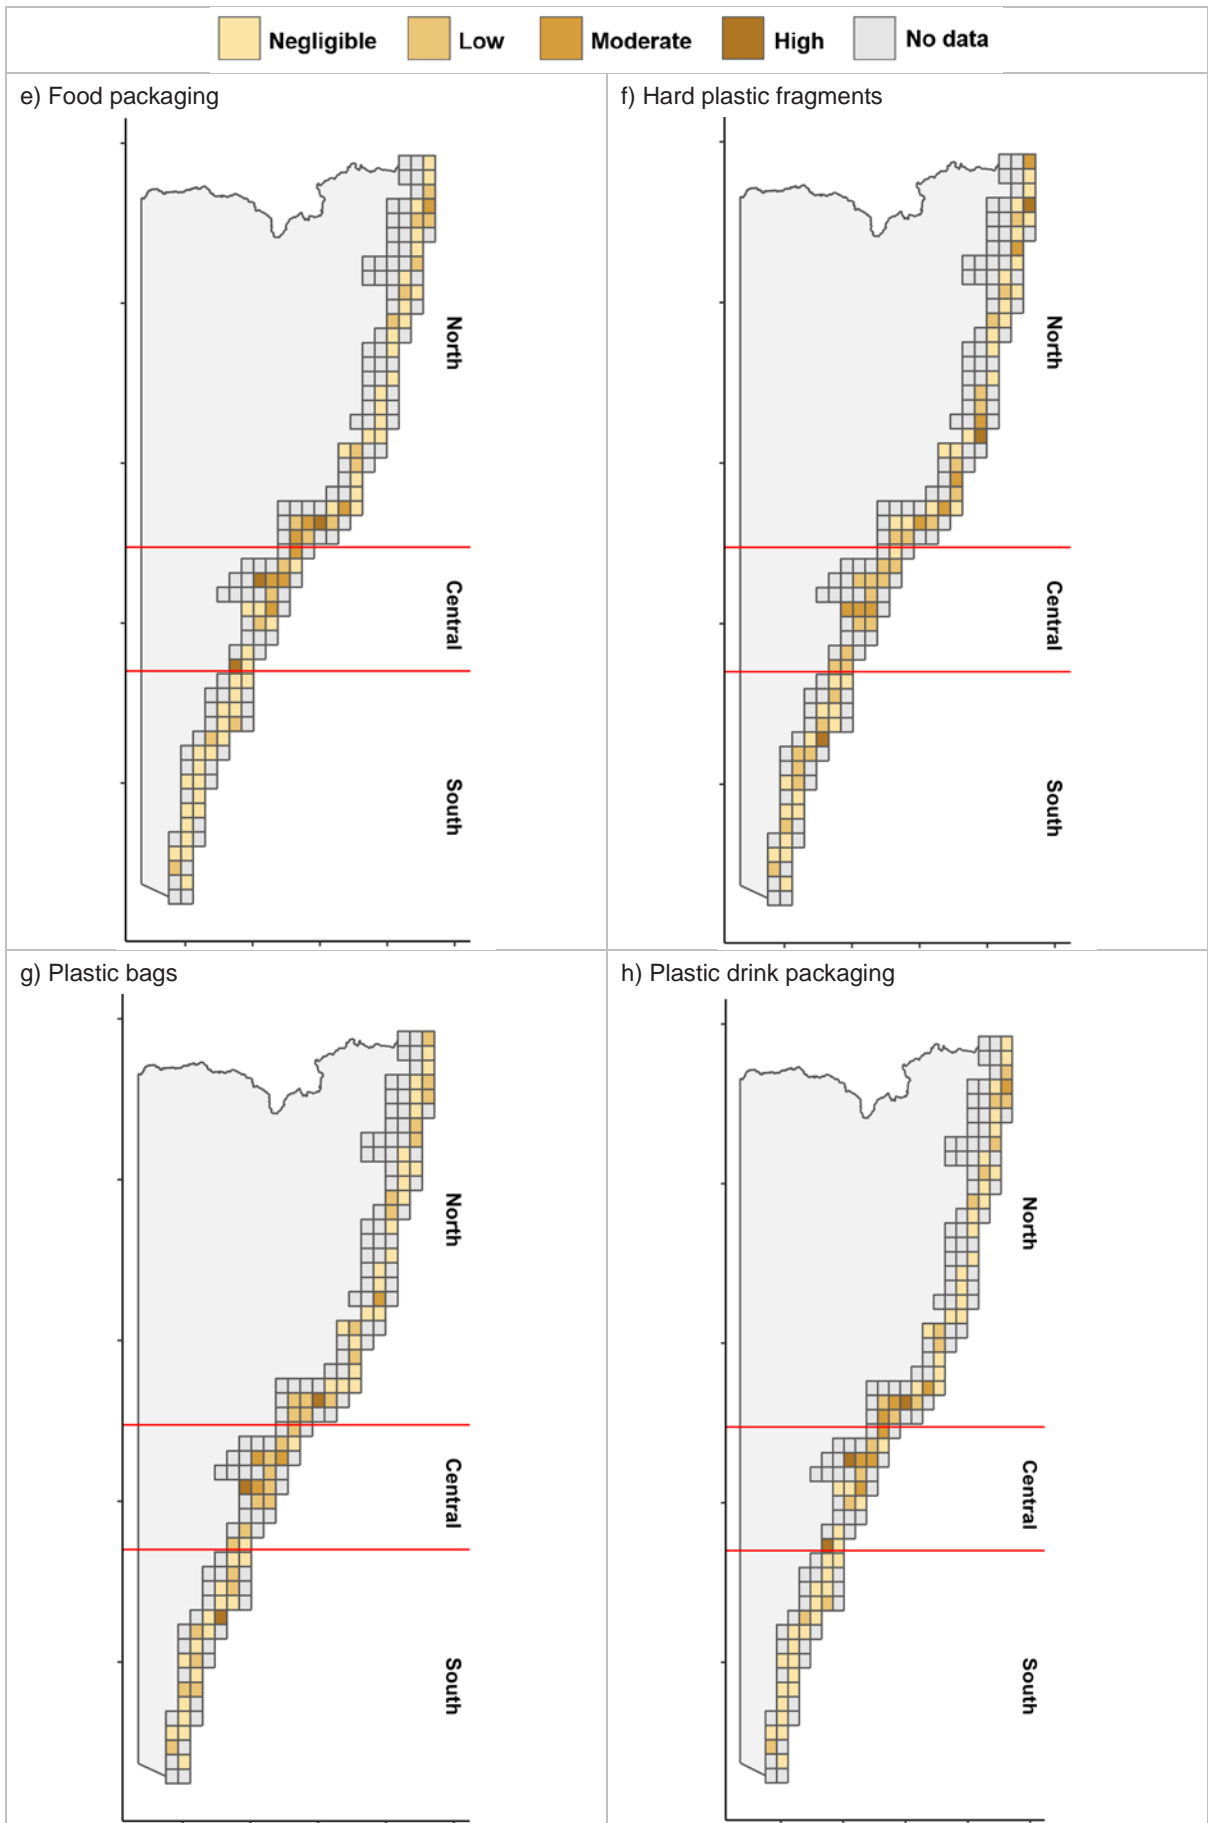 Negligible Low Moderate High No data
e) Food packaging
North
Central
South
f) Hard plastic fragments
North
Central
South
g) Plastic bags
North
Central
South
h) Plastic drink packaging
North
Central
South